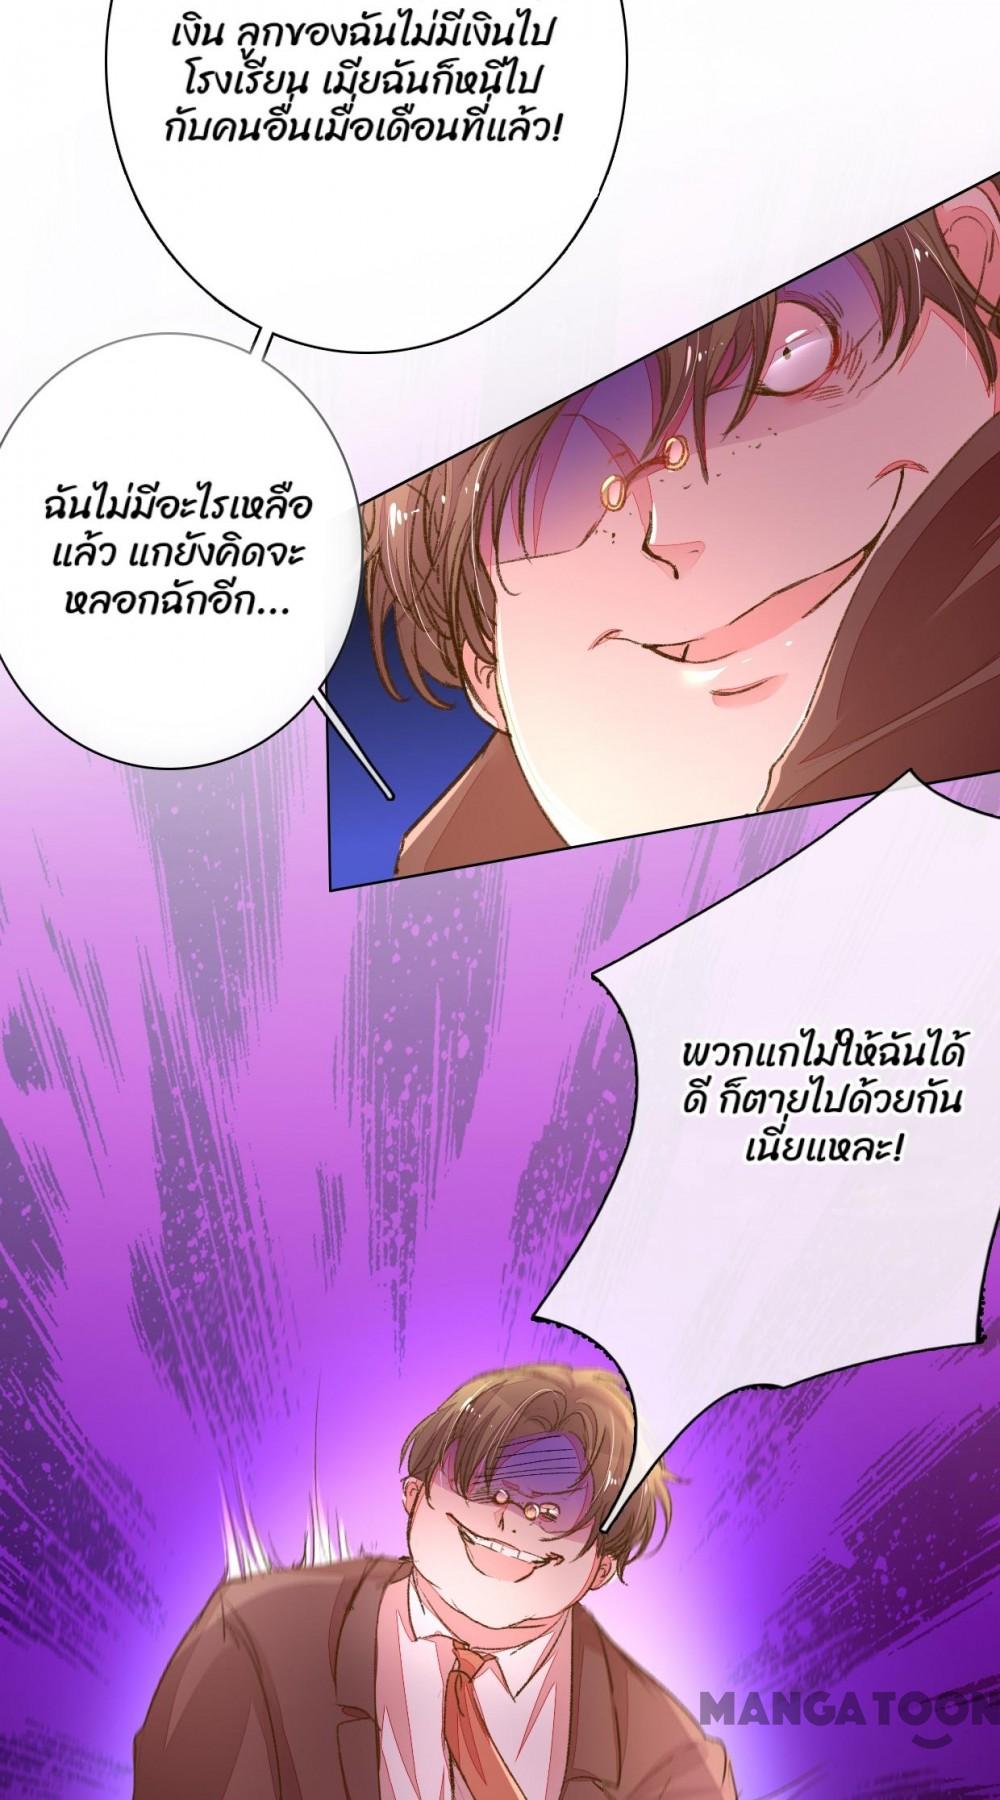 เงิน ลูกของฉันไม่มีเงินไป
โรงเรียน เมียฉันก็หนีไป
กับคนอื่นเมื่อเดือนที่แล้ว!
ฉันไม่มีอะไรเหลือ
แล้ว แกยังคิดจะ
หลอกฉักอีก...
พวกแกไม่ให้ฉันได้
ดี ก็ตายไปด้วยกัน
เนี่ยแหละ!
MANGATOON